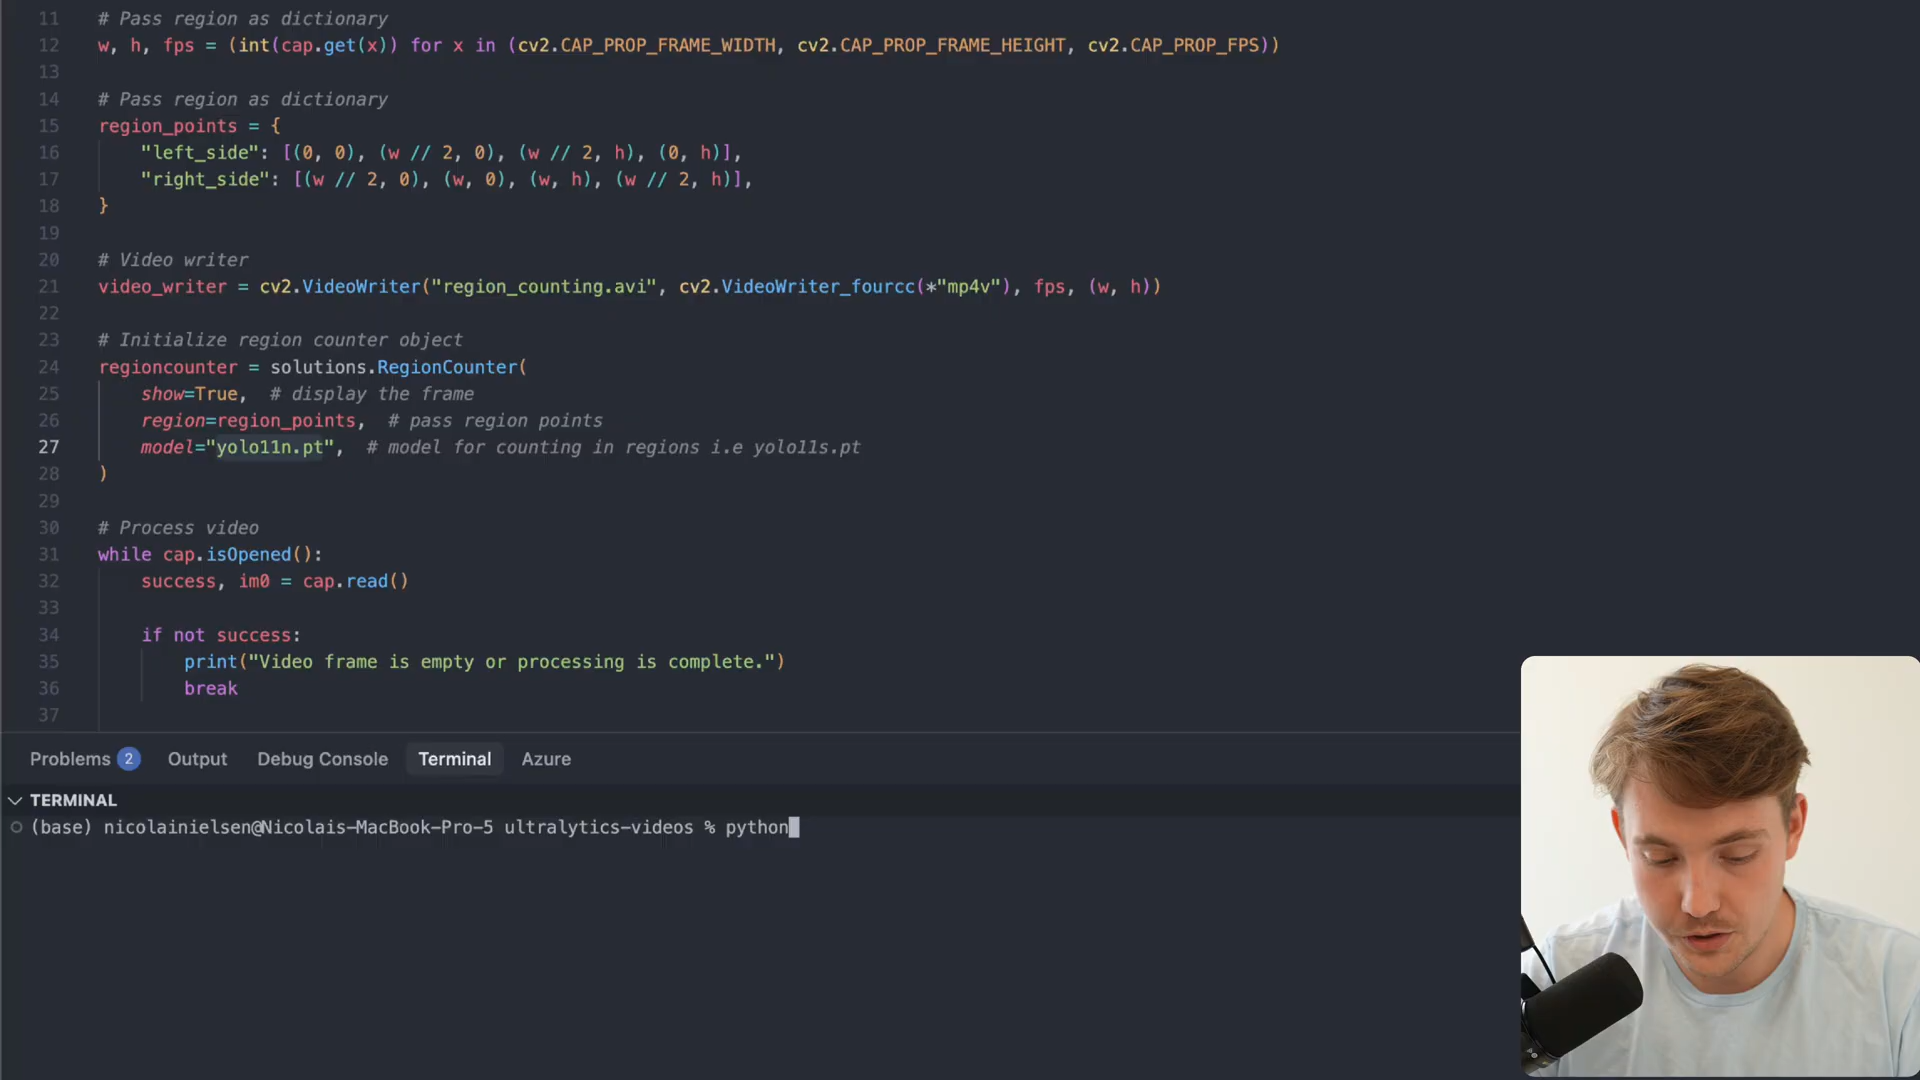 11 # Pass region as dictionary
12 w, h, fps = (int(cap.get(x)) for x in (cv2.CAP_PROP_FRAME_WIDTH, cv2.CAP_PROP_FRAME_HEIGHT, cv2.CAP_PROP_FPS))
13
14 # Pass region as dictionary
15 region_points = {
16 "left_side": [(0, 0), (w // 2, 0), (w // 2, h), (0, h)],
17 "right_side": [(w // 2, 0), (w, 0), (w, h), (w // 2, h)],
18 }
19
20 # Video writer
21 video_writer = cv2.VideoWriter("region_counting.avi", cv2.VideoWriter_fourcc(*"mp4v"), fps, (w, h))
22
23 # Initialize region counter object
24 regioncounter = solutions.RegionCounter(
25 show=True, # display the frame
26 region=region_points, # pass region points
27 model="yolo11n.pt", # model for counting in regions i.e yolo11s.pt
28 )
29
30 # Process video
31 while cap.isOpened():
32 success, im0 = cap.read()
33
34 if not success:
35 print("Video frame is empty or processing is complete.")
36 break
37
Problems 2 Output Debug Console Terminal Azure
TERMINAL
(base) nicolainielsen@Nicolais-MacBook-Pro-5 ultralytics-videos % python